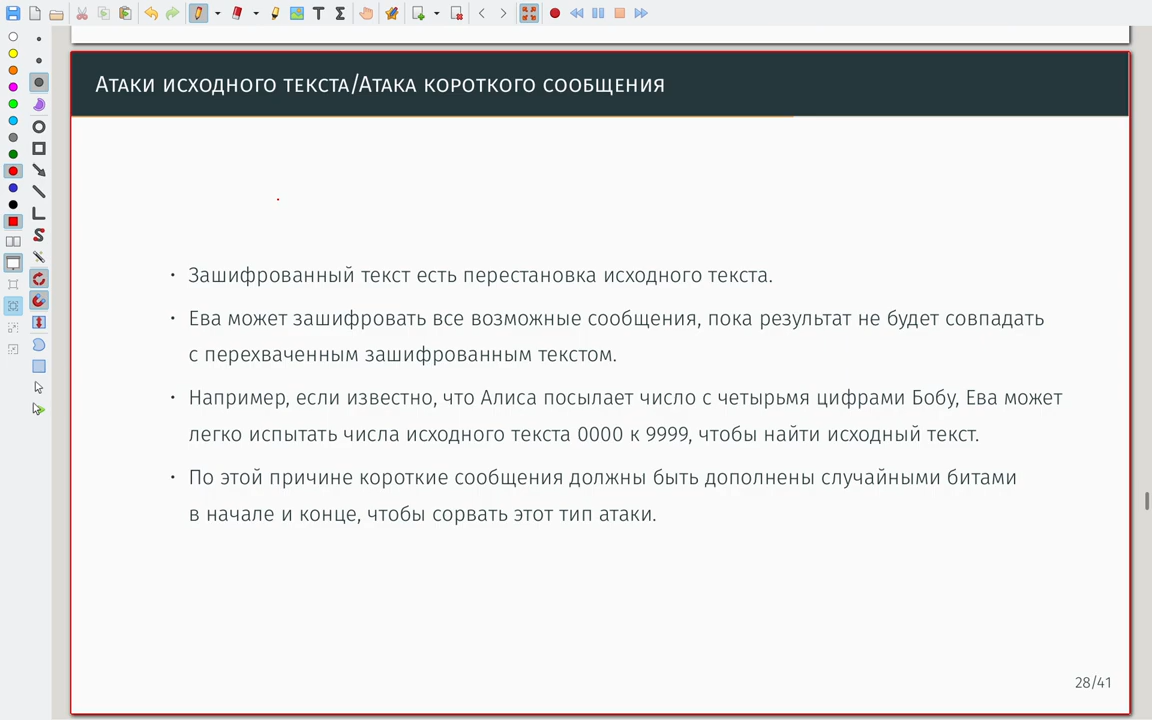 Атаки исходного текста/Атака короткого сообщения
• Зашифрованный текст есть перестановка исходного текста.
• Ева может зашифровать все возможные сообщения, пока результат не будет совпадать
с перехваченным зашифрованным текстом.
• Например, если известно, что Алиса посылает число с четырьмя цифрами Бобу, Ева может
легко испытать числа исходного текста 0000 к 9999, чтобы найти исходный текст.
• По этой причине короткие сообщения должны быть дополнены случайными битами
в начале и конце, чтобы сорвать этот тип атаки.
28/41